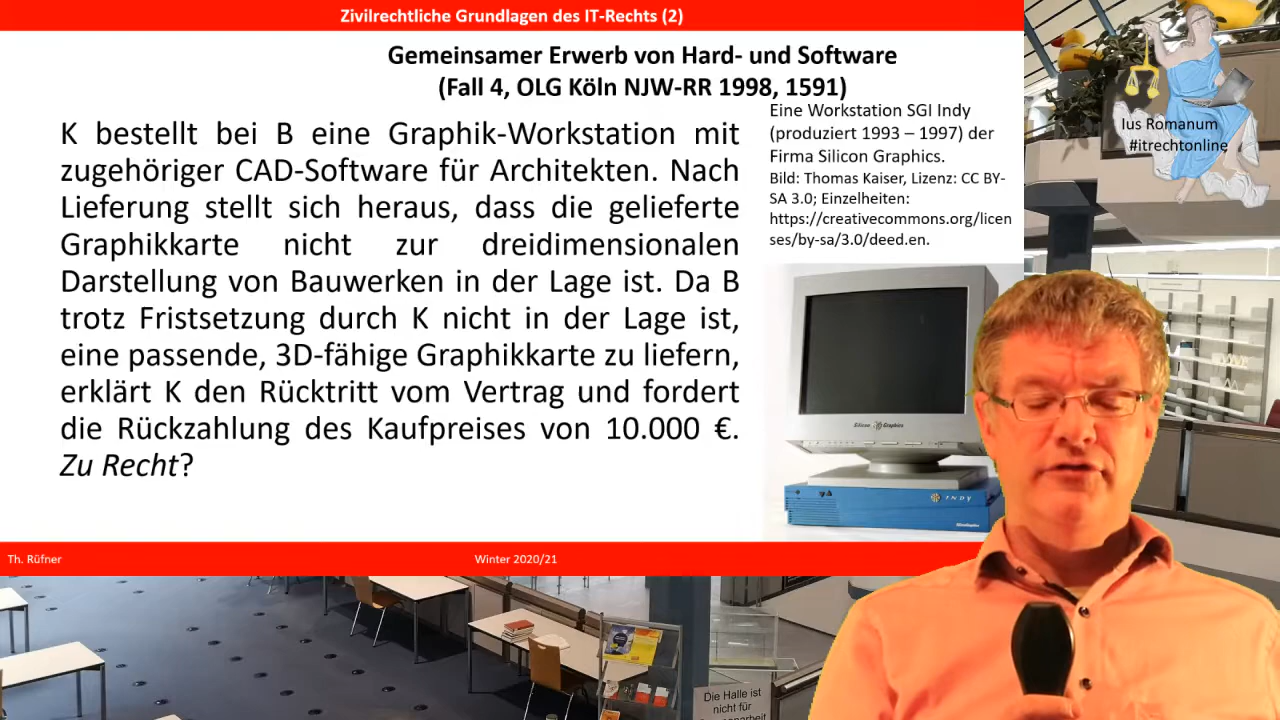 Zivilrechtliche Grundlagen des IT-Rechts (2)
Gemeinsamer Erwerb von Hard- und Software
(Fall 4, OLG Köln NJW-RR 1998, 1591)
K bestellt bei B eine Graphik-Workstation mit
zugehöriger CAD-Software für Architekten. Nach
Lieferung stellt sich heraus, dass die gelieferte
Graphikkarte nicht zur dreidimensionalen
Darstellung von Bauwerken in der Lage ist. Da B
trotz Fristsetzung durch K nicht in der Lage ist,
eine passende, 3D-fähige Graphikkarte zu liefern,
erklärt K den Rücktritt vom Vertrag und fordert
die Rückzahlung des Kaufpreises von 10.000 €.
Zu Recht?
Eine Workstation SGI Indy
(produziert 1993 – 1997) der
Firma Silicon Graphics.
Bild: Thomas Kaiser, Lizenz: CC BY-
SA 3.0; Einzelheiten:
https://creativecommons.org/licen
ses/by-sa/3.0/deed.en.
Silicon Graphics
INDY
Ius Romanum
#itrechtonline
Th. Rüfner
Winter 2020/21
Die Halle ist
nicht für